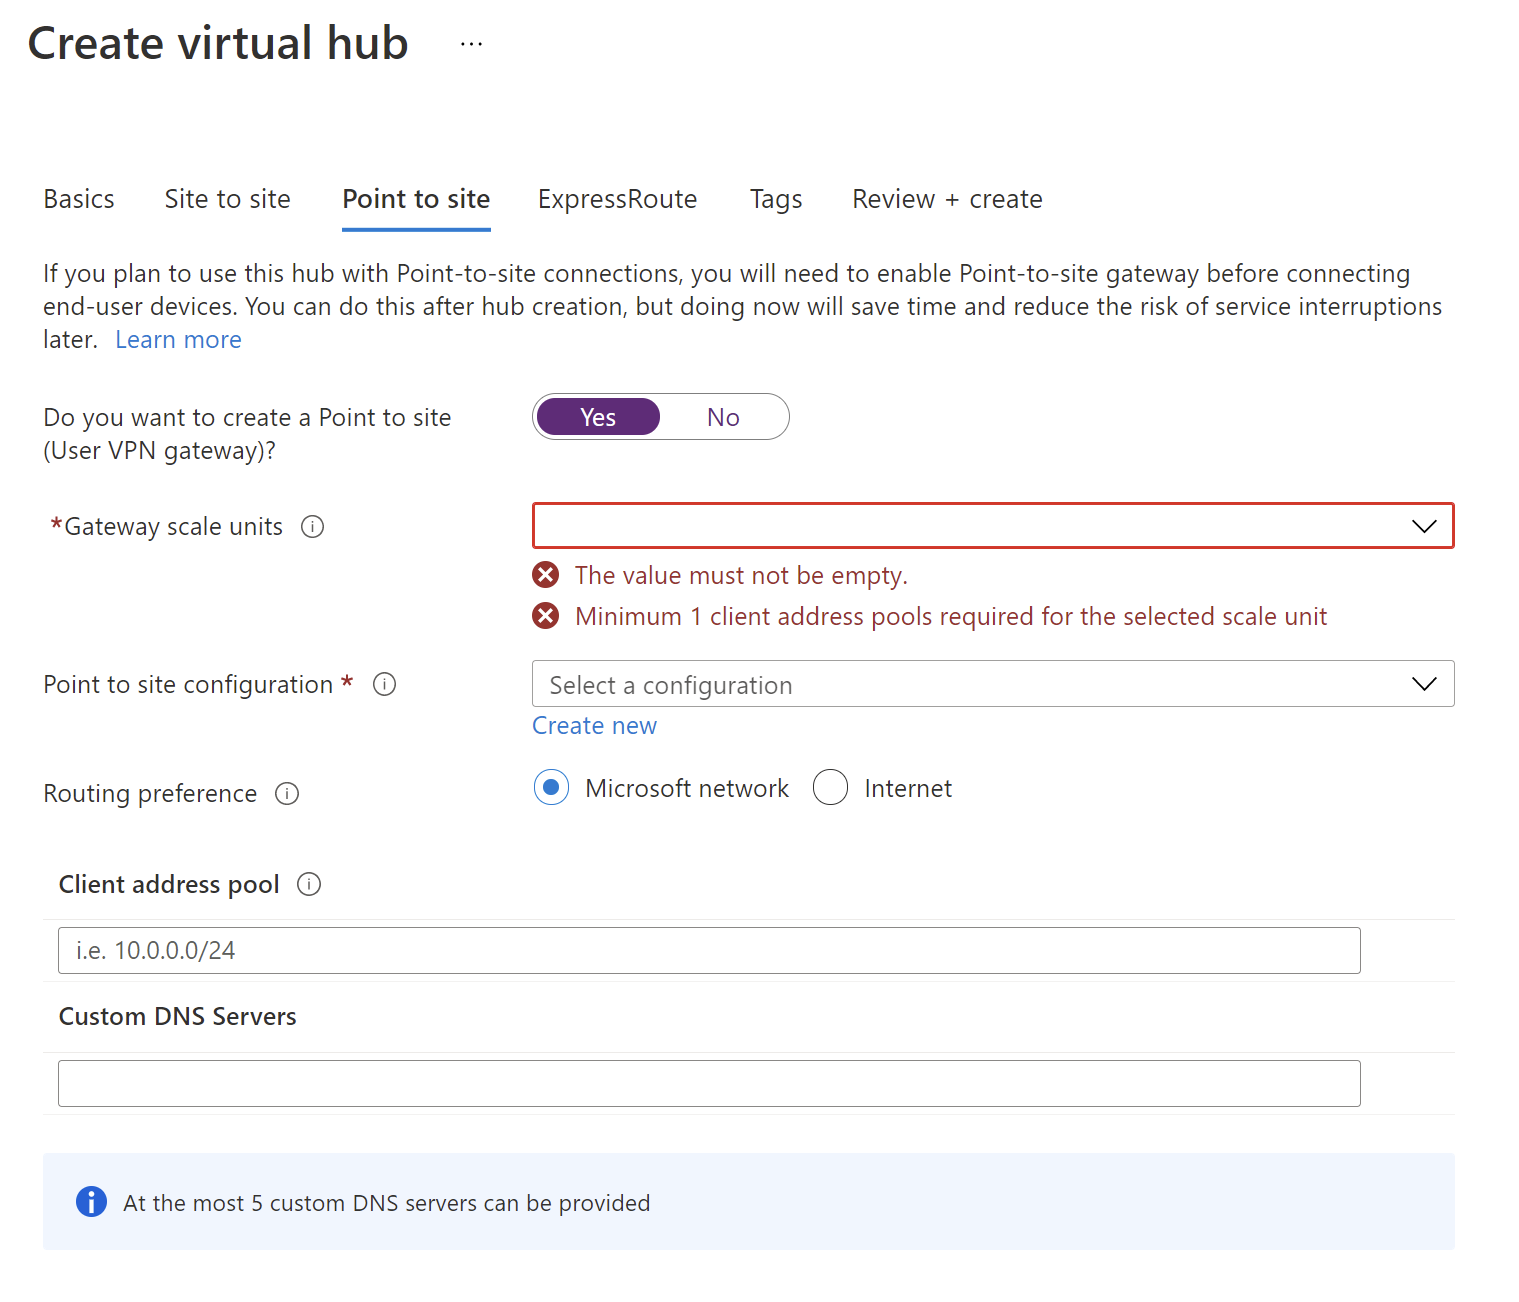 Create virtual hub ...
Basics Site to site Point to site ExpressRoute Tags Review + create
If you plan to use this hub with Point-to-site connections, you will need to enable Point-to-site gateway before connecting
end-user devices. You can do this after hub creation, but doing now will save time and reduce the risk of service interruptions
later. Learn more
Do you want to create a Point to site
(User VPN gateway)?
Yes No
*Gateway scale units
The value must not be empty.
Minimum 1 client address pools required for the selected scale unit
Point to site configuration *
Select a configuration
Create new
Routing preference
Microsoft network Internet
Client address pool
i.e. 10.0.0.0/24
Custom DNS Servers
At the most 5 custom DNS servers can be provided